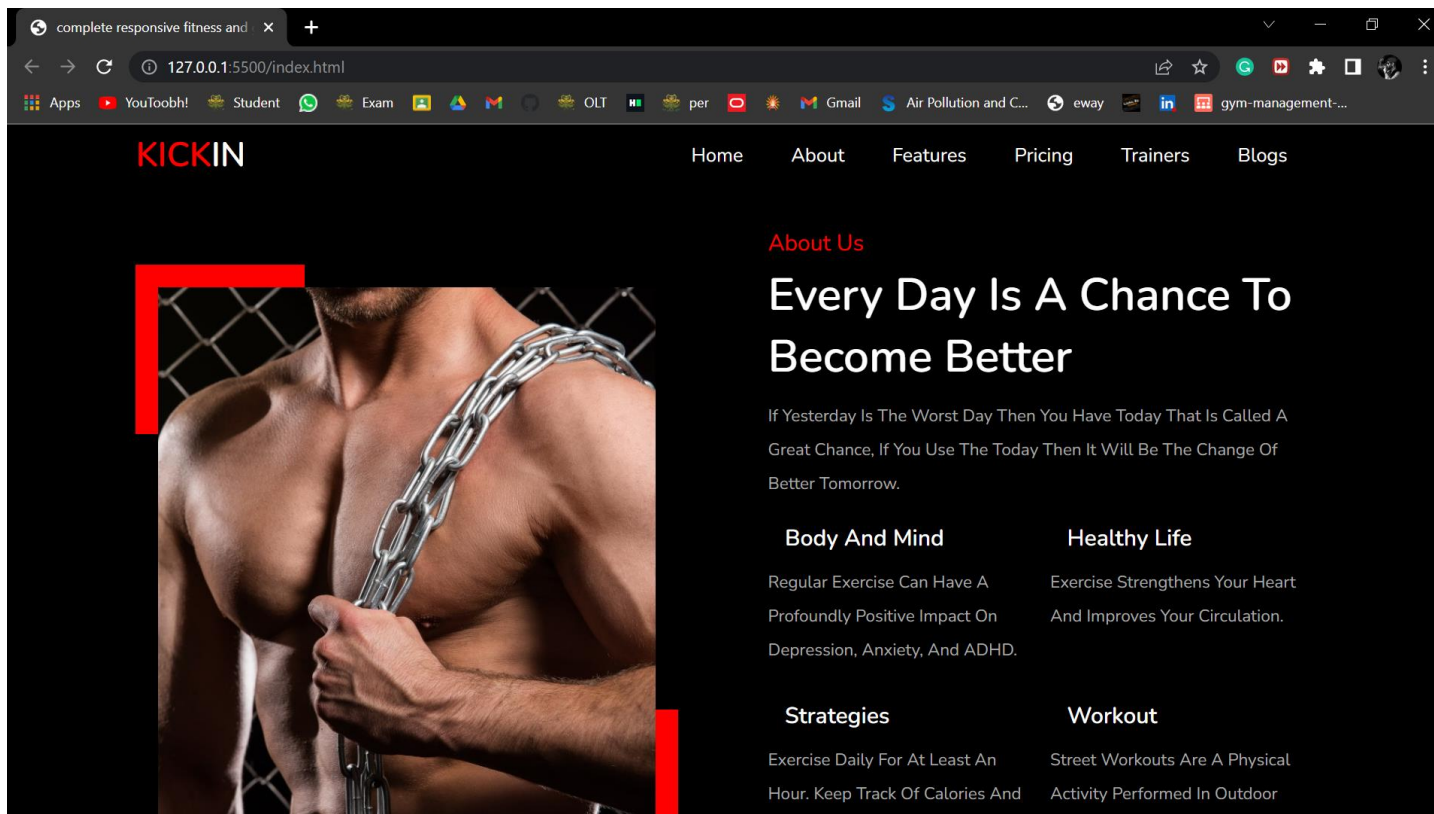 complete responsive fitness and
127.0.0.1:5500/index.html
Apps YouToobh! Student Exam OLT per Gmail Air Pollution and C... eway in gym-management-...
KICKIN Home About Features Pricing Trainers Blogs
About Us
Every Day Is A Chance To
Become Better
If Yesterday Is The Worst Day Then You Have Today That Is Called A
Great Chance, If You Use The Today Then It Will Be The Change Of
Better Tomorrow.
Body And Mind
Regular Exercise Can Have A
Profoundly Positive Impact On
Depression, Anxiety, And ADHD.
Healthy Life
Exercise Strengthens Your Heart
And Improves Your Circulation.
Strategies
Exercise Daily For At Least An
Hour. Keep Track Of Calories And
Workout
Street Workouts Are A Physical
Activity Performed In Outdoor